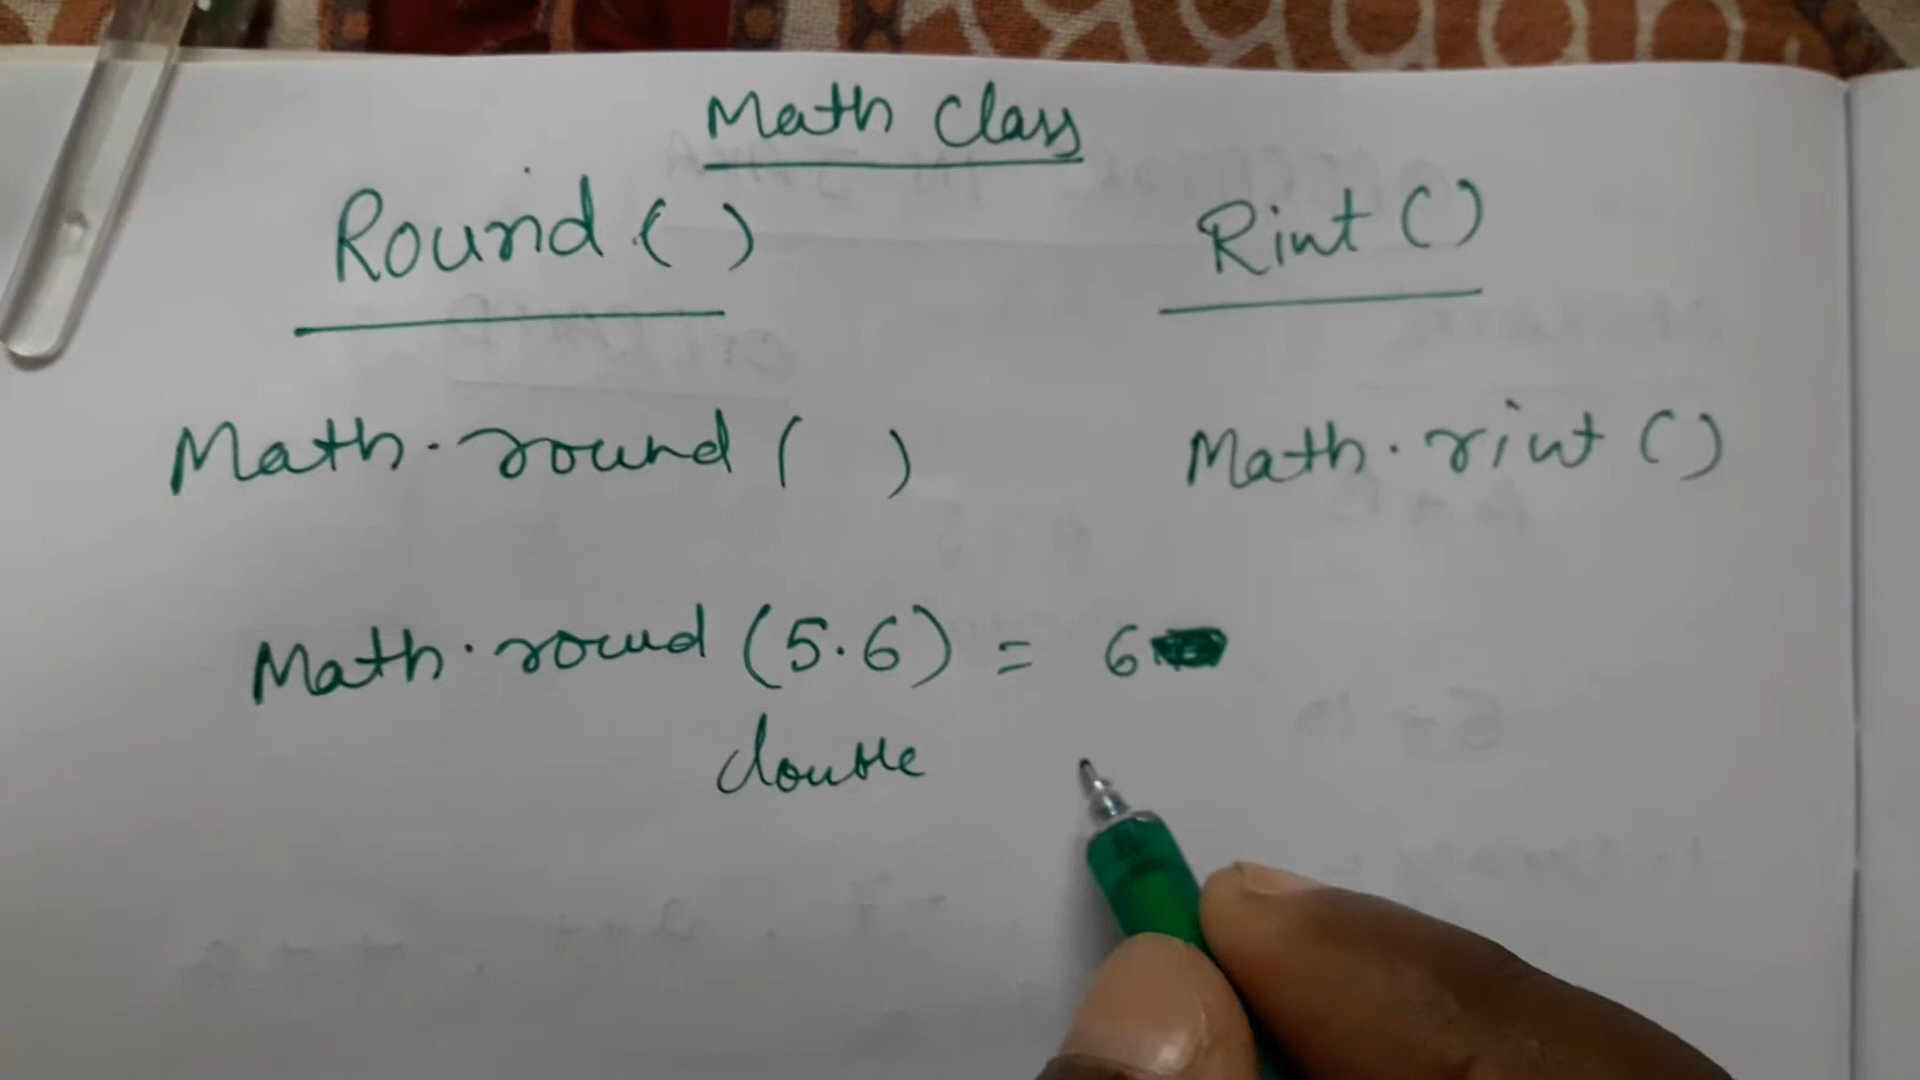 Math Class
Round ( )
Rint ( )
Math.round ( )
Math.rint ( )
Math.round (5.6) = 6
double